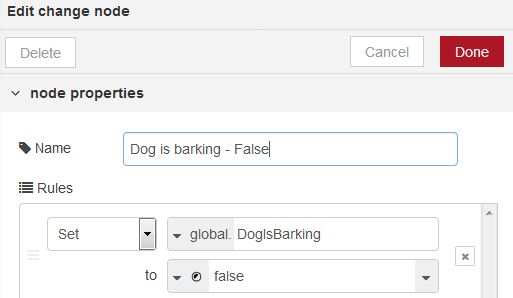 Edit change node
Delete
Cancel
Done
node properties
Name
Dog is barking - False
Rules
Set
global. DogIsBarking
to
false